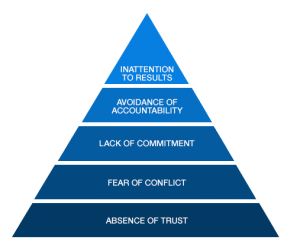 INATTENTION
TO RESULTS
AVOIDANCE OF
ACCOUNTABILITY
LACK OF COMMITMENT
FEAR OF CONFLICT
ABSENCE OF TRUST